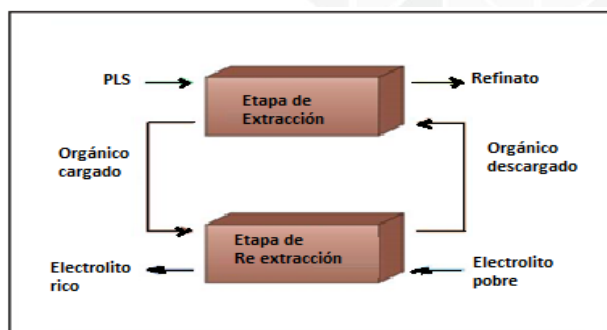 PLS
Refinato
Etapa de
Extracción
Orgánico
cargado
Orgánico
descargado
Etapa de
Re extracción
Electrolito
rico
Electrolito
pobre